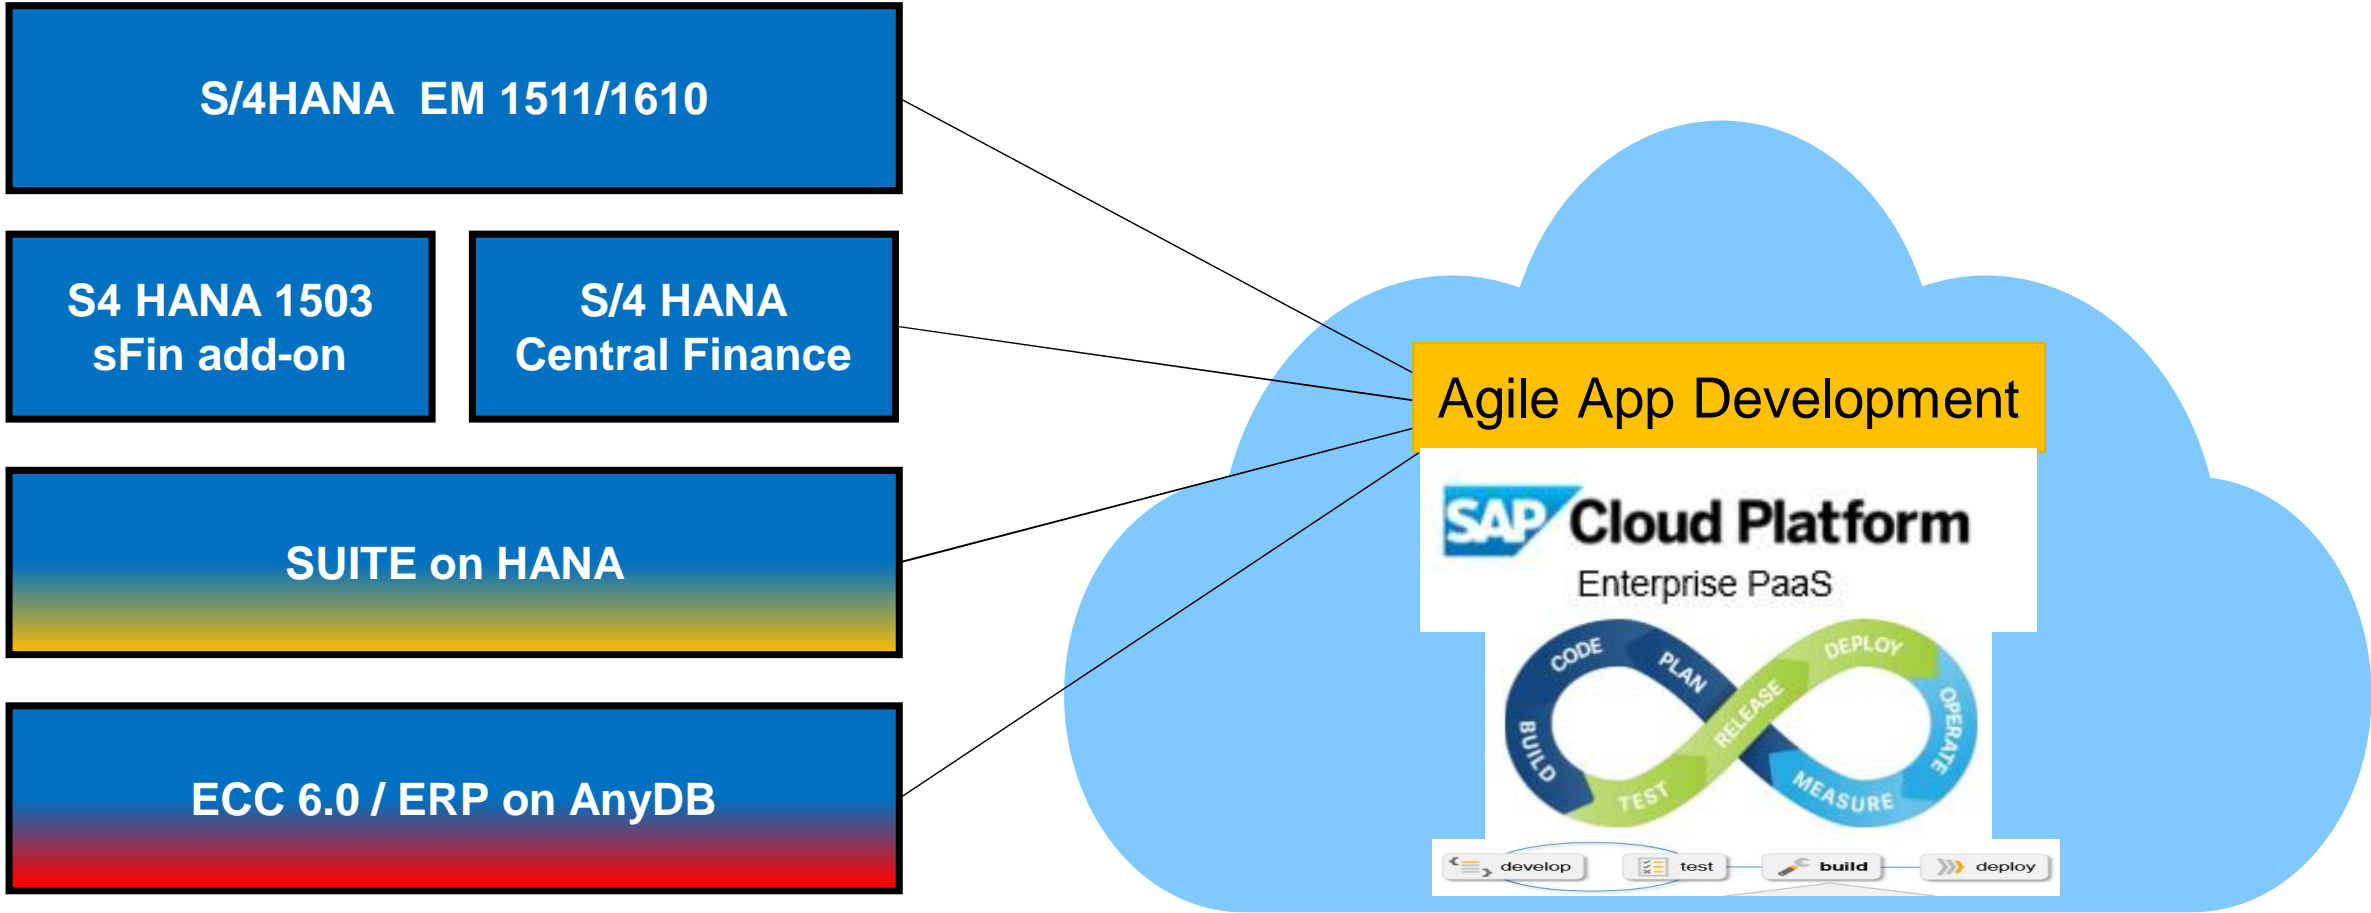 S/4HANA EM 1511/1610
S4 HANA 1503
sFin add-on
S/4 HANA
Central Finance
SUITE on HANA
ECC 6.0 / ERP on AnyDB
Agile App Development
SAP Cloud Platform
Enterprise PaaS
CODE
PLAN
DEPLOY
RELEASE
OPERATE
BUILD
TEST
MEASURE
develop
test
build
deploy